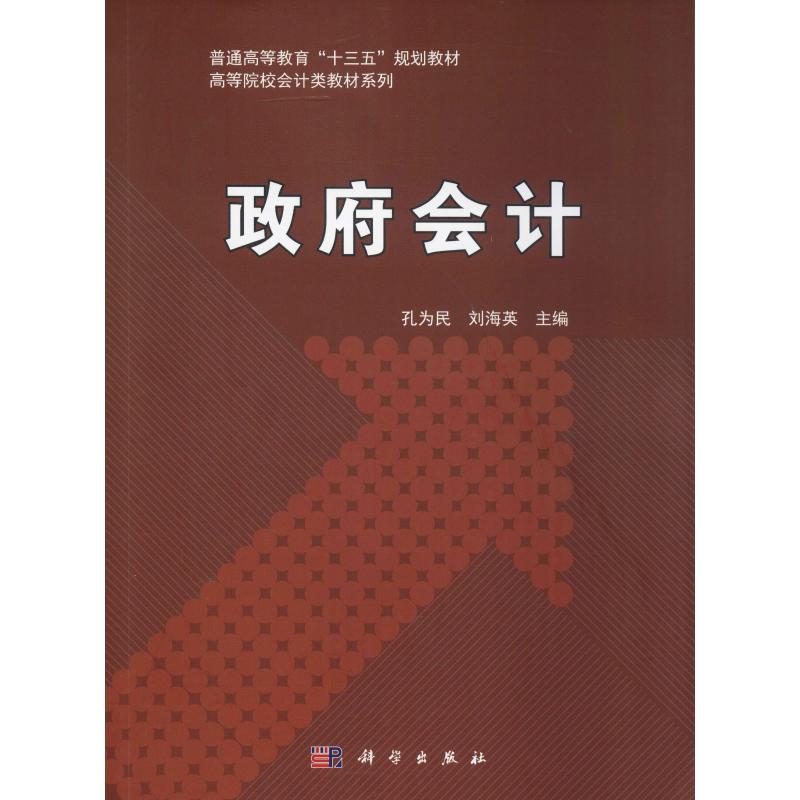 普通高等教育“十三五”规划教材
高等院校会计类教材系列
政府会计
孔为民 刘海英 主编
科学出版社